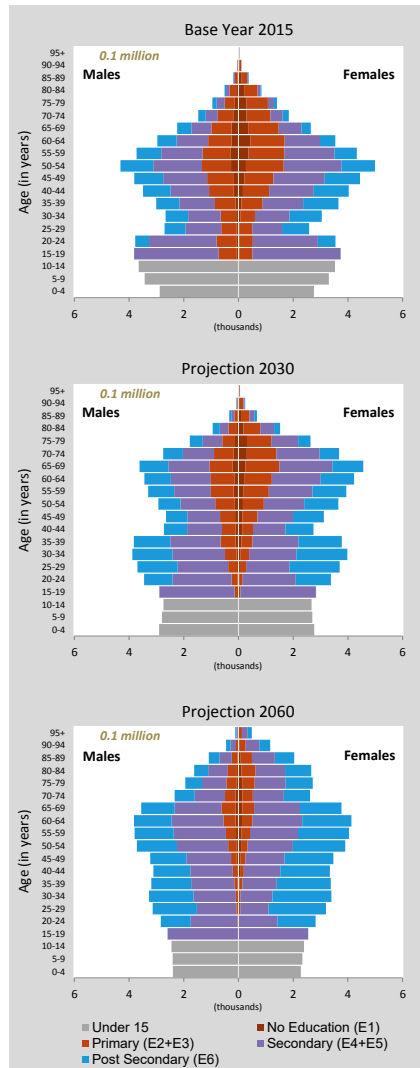 Base Year 2015
0.1 million
Males
Females
Age (in years)
95+
90-94
85-89
80-84
75-79
70-74
65-69
60-64
55-59
50-54
45-49
40-44
35-39
30-34
25-29
20-24
15-19
10-14
5-9
0-4
6 4 2 0 2 4 6
(thousands)
Projection 2030
0.1 million
Males
Females
Age (in years)
95+
90-94
85-89
80-84
75-79
70-74
65-69
60-64
55-59
50-54
45-49
40-44
35-39
30-34
25-29
20-24
15-19
10-14
5-9
0-4
6 4 2 0 2 4 6
(thousands)
Projection 2060
0.1 million
Males
Females
Age (in years)
95+
90-94
85-89
80-84
75-79
70-74
65-69
60-64
55-59
50-54
45-49
40-44
35-39
30-34
25-29
20-24
15-19
10-14
5-9
0-4
6 4 2 0 2 4 6
(thousands)
Under 15
No Education (E1)
Primary (E2+E3)
Secondary (E4+E5)
Post Secondary (E6)